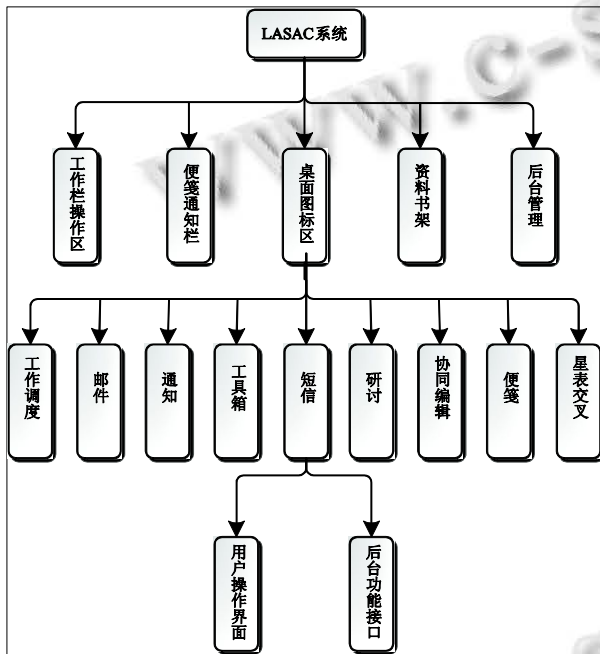 LASAC系统
工作栏操作区
便笺通知栏
桌面图标区
资料书架
后台管理
工作调度
邮件
通知
工具箱
短信
研讨
协同编辑
便笺
星表交叉
用户操作界面
后台功能接口
www.c-s